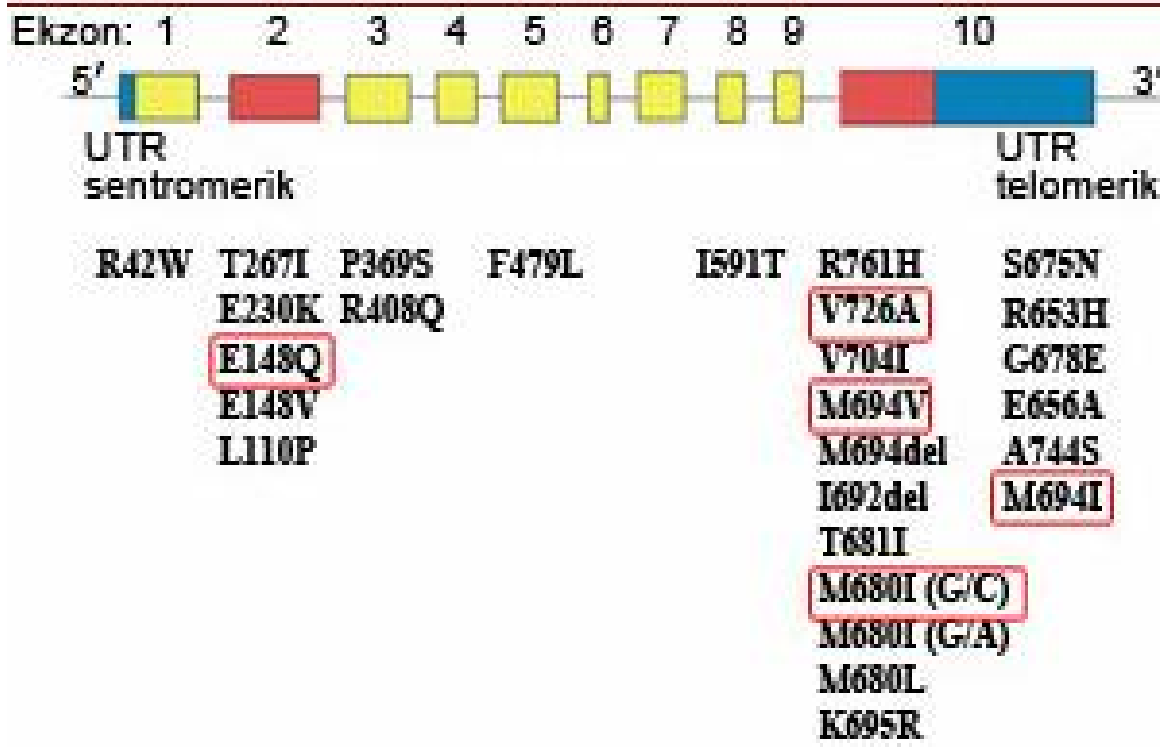 Ekzon: 1 2 3 4 5 6 7 8 9 10
5' 3'
UTR UTR
sentromerik telomerik
R42W T267I P369S F479L I591T R761H S675N
E230K R408Q V726A R653H
E148Q V704I G678E
E148V M694V E656A
L110P M694del A744S
I692del M694I
T681I
M680I (G/C)
M680I (G/A)
M680L
K695R